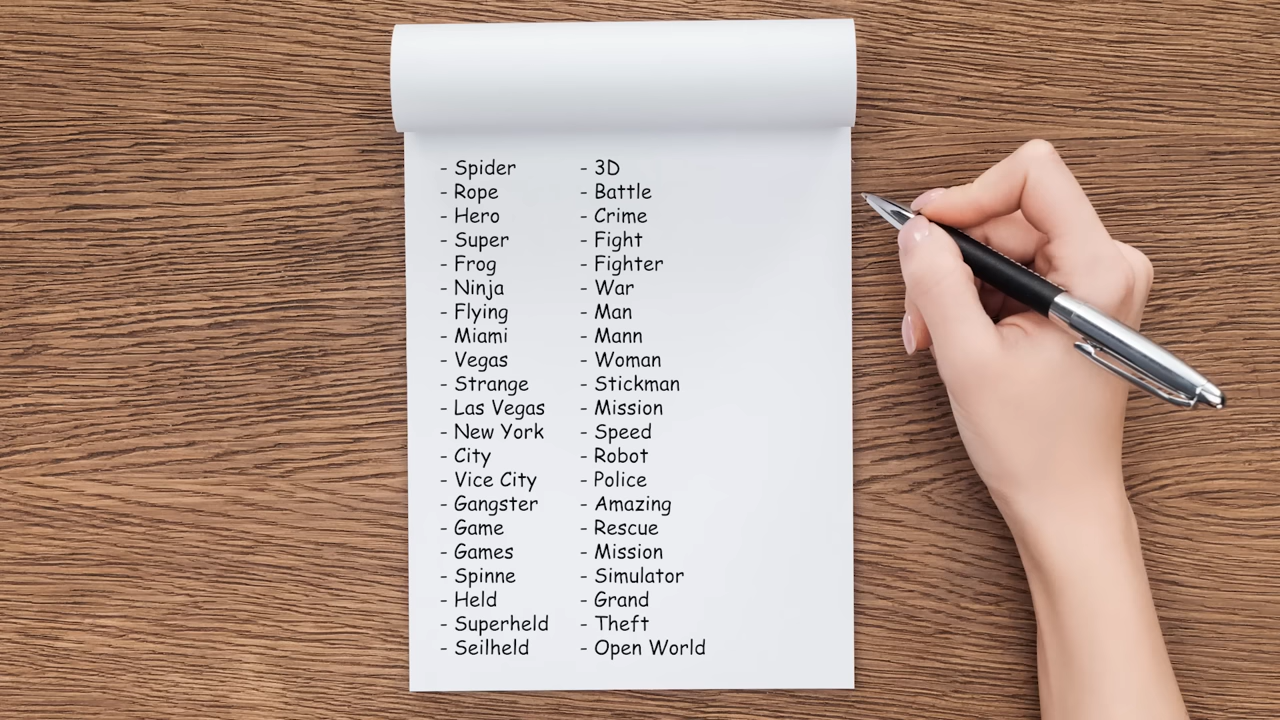 - Spider
- Rope
- Hero
- Super
- Frog
- Ninja
- Flying
- Miami
- Vegas
- Strange
- Las Vegas
- New York
- City
- Vice City
- Gangster
- Game
- Games
- Spinne
- Held
- Superheld
- Seilheld
- 3D
- Battle
- Crime
- Fight
- Fighter
- War
- Man
- Mann
- Woman
- Stickman
- Mission
- Speed
- Robot
- Police
- Amazing
- Rescue
- Mission
- Simulator
- Grand
- Theft
- Open World